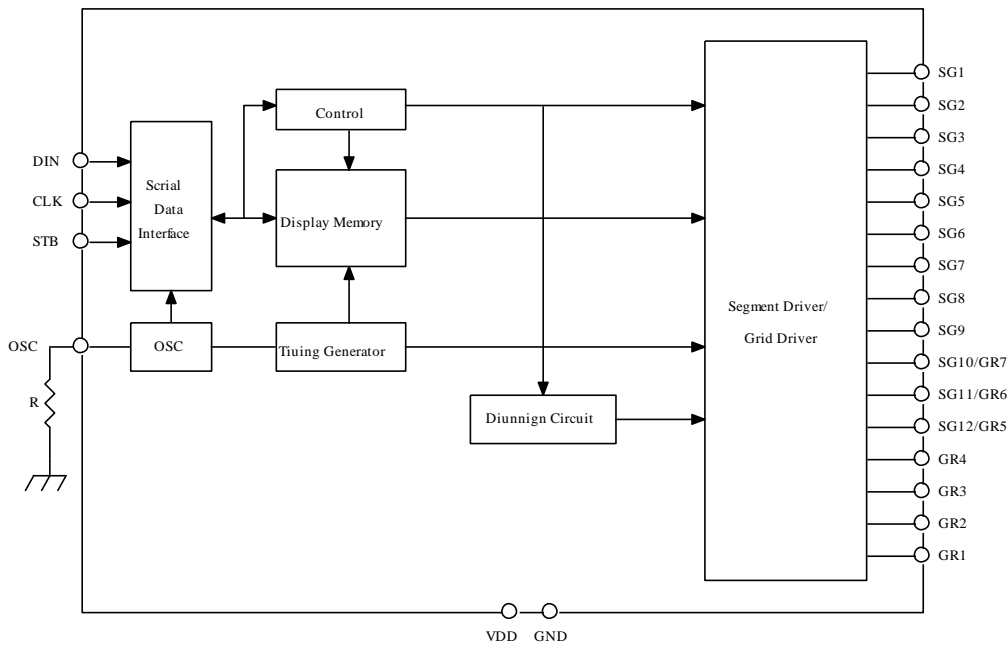 SG1
SG2
Control
SG3
DIN
SG4
Scrial
Data
Interface
CLK
SG5
Display Memory
STB
SG6
SG7
SG8
Segment Driver/
Grid Driver
SG9
OSC
OSC
Tiuing Generator
SG10/GR7
R
SG11/GR6
Diunnign Circuit
SG12/GR5
GR4
GR3
GR2
GR1
VDD
GND